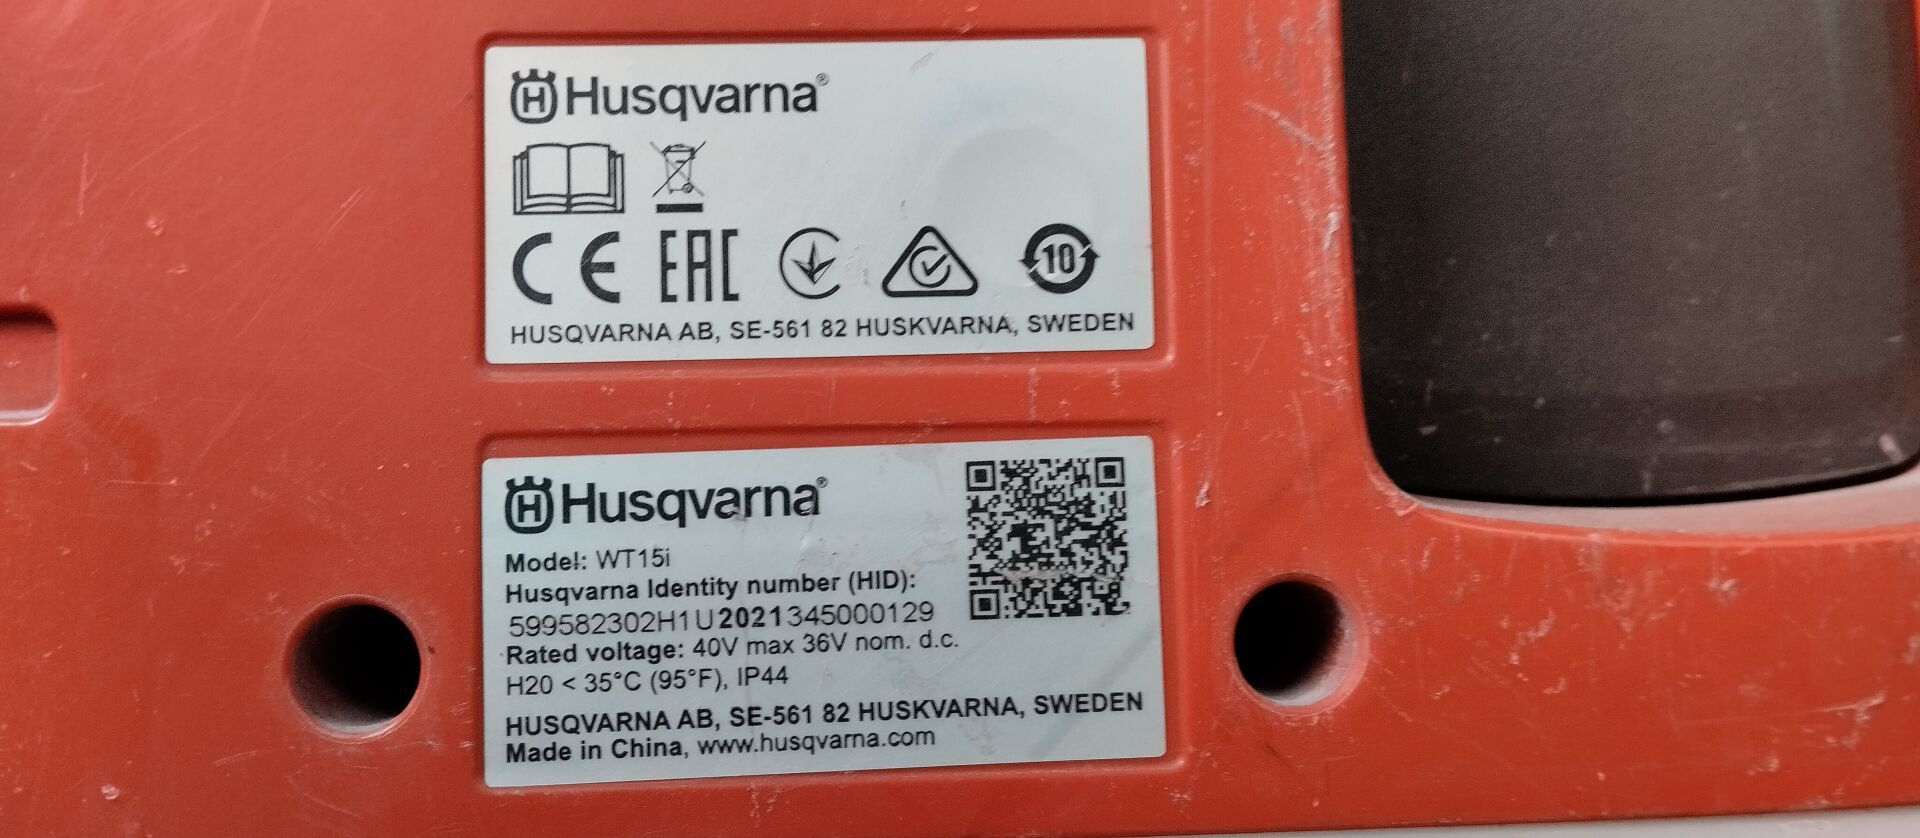 Husqvarna®
CE EAC 10
HUSQVARNA AB, SE-561 82 HUSKVARNA, SWEDEN
Husqvarna®
Model: WT15i
Husqvarna Identity number (HID):
599582302H1U2021345000129
Rated voltage: 40V max 36V nom. d.c.
H20 < 35°C (95°F), IP44
HUSQVARNA AB, SE-561 82 HUSKVARNA, SWEDEN
Made in China, www.husqvarna.com